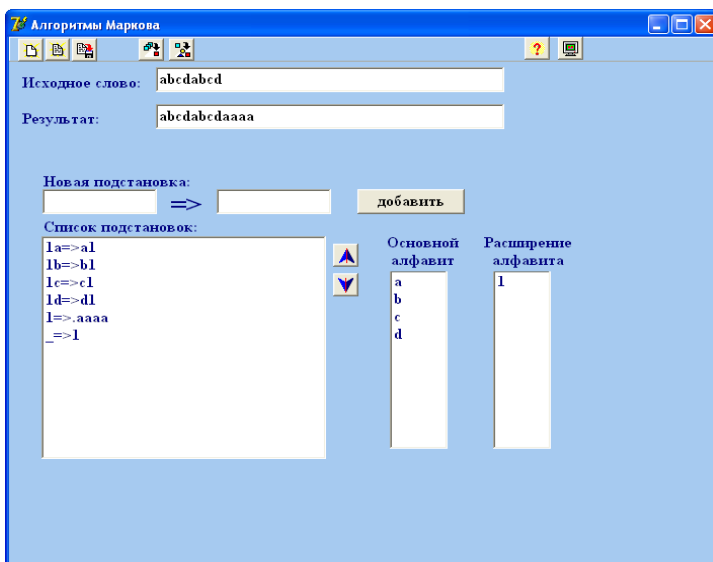 Алгоритмы Маркова
?
Исходное слово: abcdabcd
Результат: abcdabcdaaaa
Новая подстановка:
=> добавить
Список подстановок:
Основной алфавит
Расширение алфавита
1a=>a1
1b=>b1
1c=>c1
1d=>d1
1=>.aaaa
_=>1
a
b
c
d
1